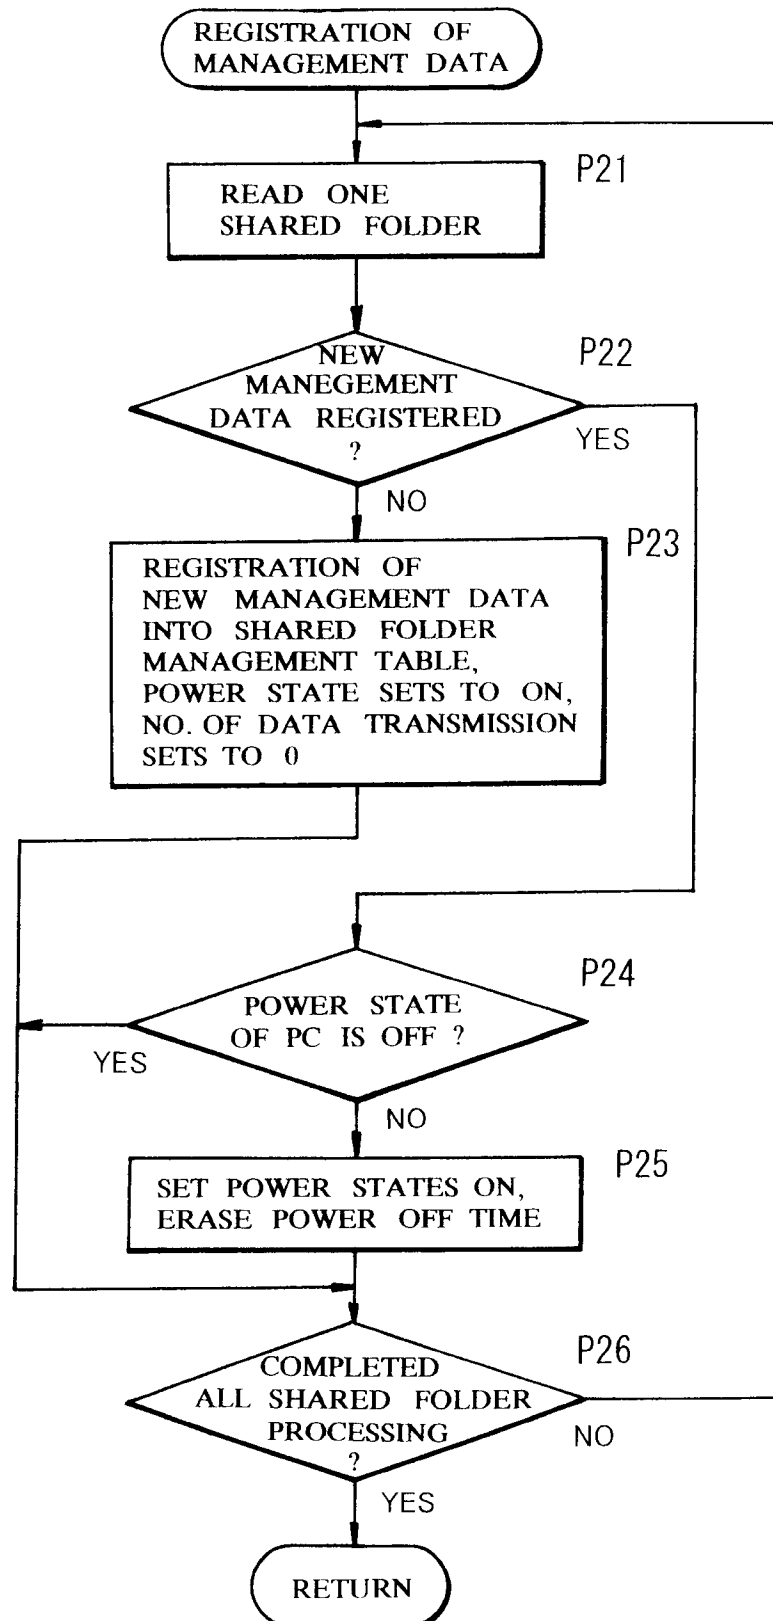 REGISTRATION OF
MANAGEMENT DATA
P21
READ ONE
SHARED FOLDER
P22
NEW
MANEGEMENT
DATA REGISTERED
?
YES
NO
P23
REGISTRATION OF
NEW MANAGEMENT DATA
INTO SHARED FOLDER
MANAGEMENT TABLE,
POWER STATE SETS TO ON,
NO. OF DATA TRANSMISSION
SETS TO 0
P24
POWER STATE
OF PC IS OFF ?
YES
NO
P25
SET POWER STATES ON,
ERASE POWER OFF TIME
P26
COMPLETED
ALL SHARED FOLDER
PROCESSING
?
NO
YES
RETURN